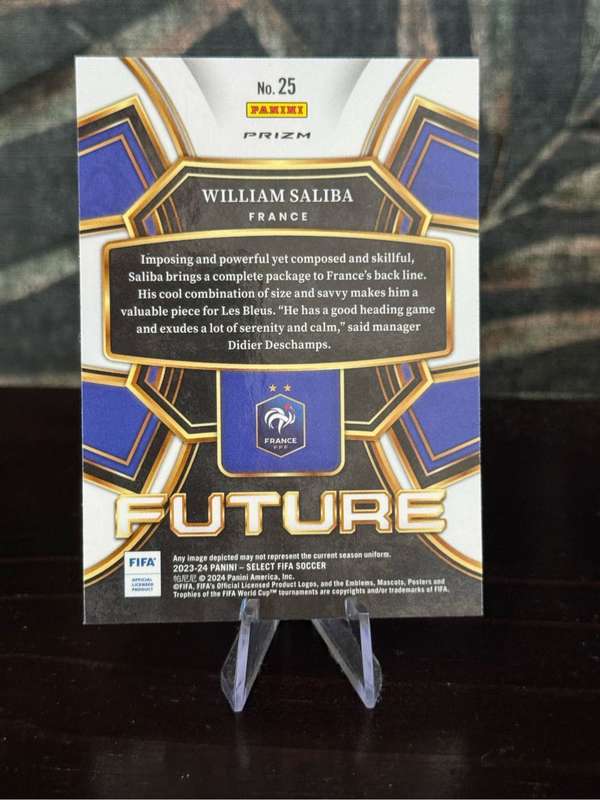 No. 25
PANINI
PRIZM
WILLIAM SALIBA
FRANCE
Imposing and powerful yet composed and skillful,
Saliba brings a complete package to France's back line.
His cool combination of size and savvy makes him a
valuable piece for Les Bleus. "He has a good heading game
and exudes a lot of serenity and calm," said manager
Didier Deschamps.
FRANCE
FFF
FUTURE
FIFA®
OFFICIAL
LICENSED
PRODUCT
Any image depicted may not represent the current season uniform.
2023-24 PANINI – SELECT FIFA SOCCER
帕尼尼 © 2024 Panini America, Inc.
©FIFA, FIFA's Official Licensed Product Logos, and the Emblems, Mascots, Posters and
Trophies of the FIFA World Cup™ tournaments are copyrights and/or trademarks of FIFA.